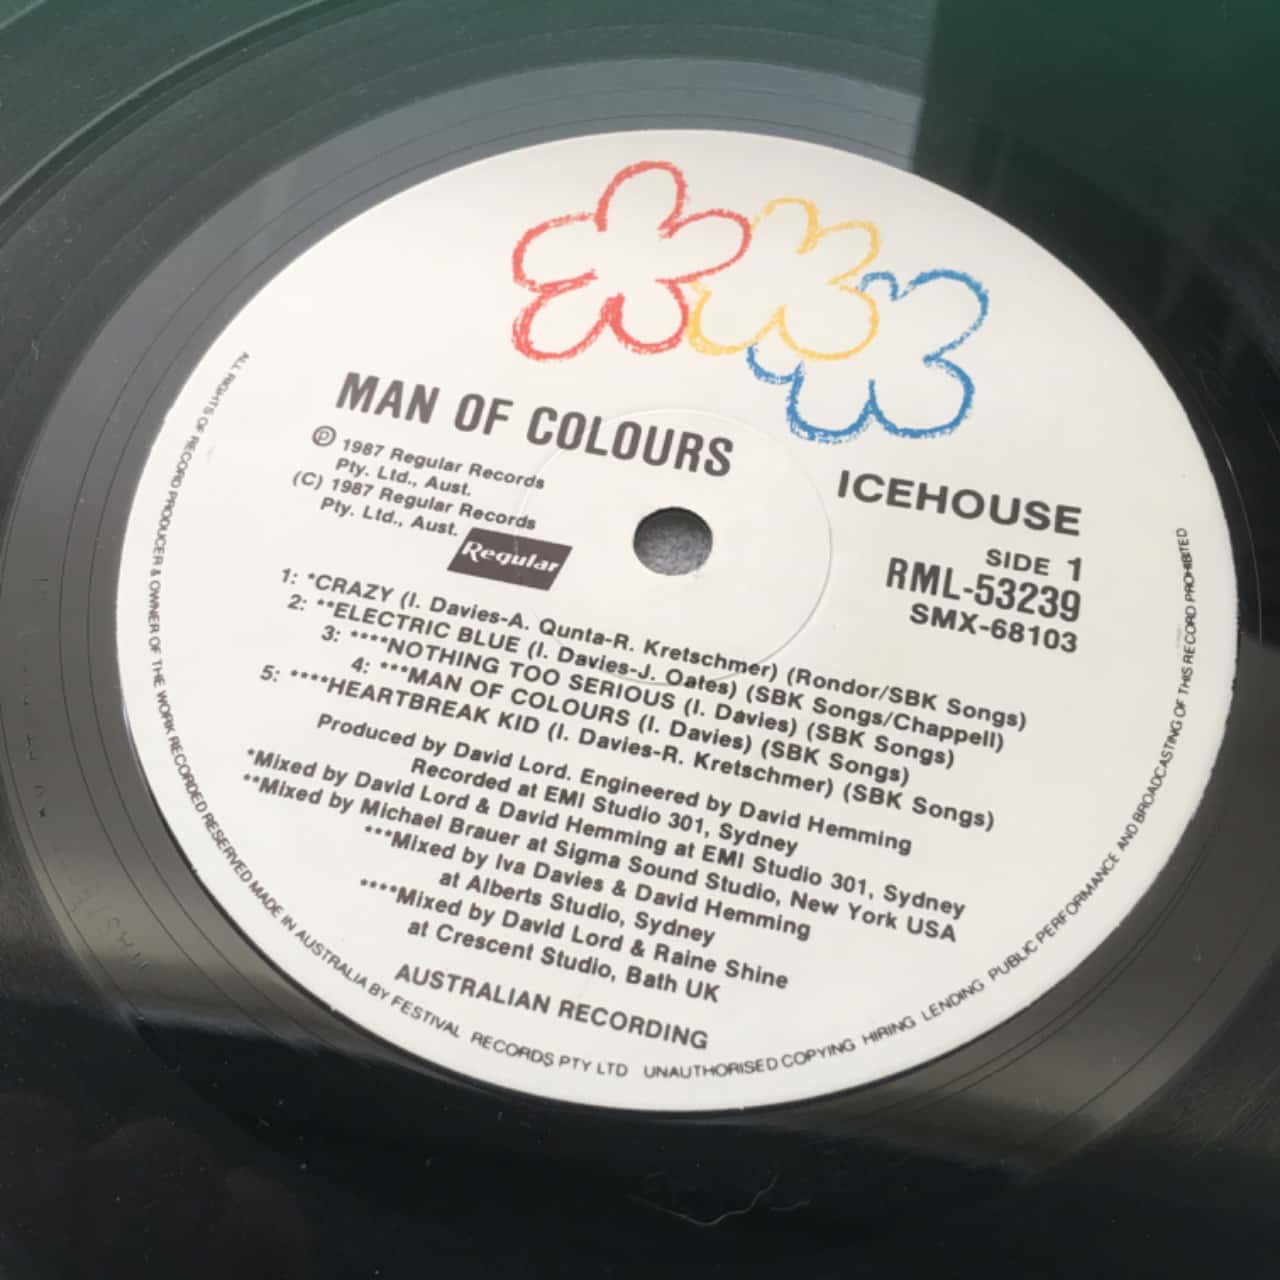 MAN OF COLOURS
℗ 1987 Regular Records
Pty. Ltd., Aust.
(C) 1987 Regular Records
Pty. Ltd., Aust.
Regular
ICEHOUSE
SIDE 1
RML-53239
SMX-68103
1: *CRAZY (I. Davies-A. Qunta-R. Kretschmer) (Rondor/SBK Songs)
2: **ELECTRIC BLUE (I. Davies-J. Oates) (SBK Songs/Chappell)
3: ****NOTHING TOO SERIOUS (I. Davies) (SBK Songs)
4: ***MAN OF COLOURS (I. Davies) (SBK Songs)
5: ****HEARTBREAK KID (I. Davies-R. Kretschmer) (SBK Songs)
Produced by David Lord. Engineered by David Hemming
Recorded at EMI Studio 301, Sydney
*Mixed by David Lord & David Hemming at EMI Studio 301, Sydney
**Mixed by Michael Brauer at Sigma Sound Studio, New York USA
***Mixed by Iva Davies & David Hemming
at Alberts Studio, Sydney
****Mixed by David Lord & Raine Shine
at Crescent Studio, Bath UK
AUSTRALIAN RECORDING
ALL RIGHTS OF RECORD PRODUCER & OWNER OF THE WORK RECORDED RESERVED MADE IN AUSTRALIA BY FESTIVAL RECORDS PTY LTD UNAUTHORISED COPYING HIRING LENDING PUBLIC PERFORMANCE AND BROADCASTING OF THIS RECORD PROHIBITED